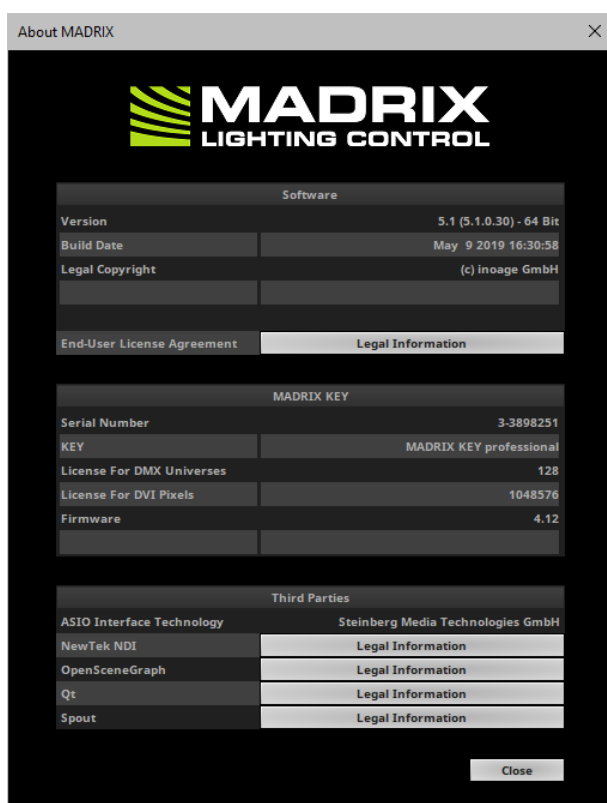 About MADRIX
MADRIX
LIGHTING CONTROL
Software
Version 5.1 (5.1.0.30) - 64 Bit
Build Date May  9 2019 16:30:58
Legal Copyright (c) inoage GmbH
End-User License Agreement Legal Information
MADRIX KEY
Serial Number 3-3898251
KEY MADRIX KEY professional
License For DMX Universes 128
License For DVI Pixels 1048576
Firmware 4.12
Third Parties
ASIO Interface Technology Steinberg Media Technologies GmbH
NewTek NDI Legal Information
OpenSceneGraph Legal Information
Qt Legal Information
Spout Legal Information
Close